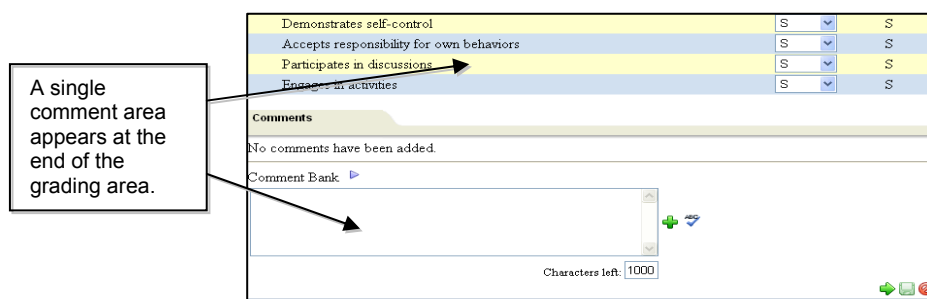 Demonstrates self-control S S
Accepts responsibility for own behaviors S S
Participates in discussions S S
Engages in activities S S
A single
comment area
appears at the
end of the
grading area.
Comments
No comments have been added.
Comment Bank
ABC
Characters left: 1000